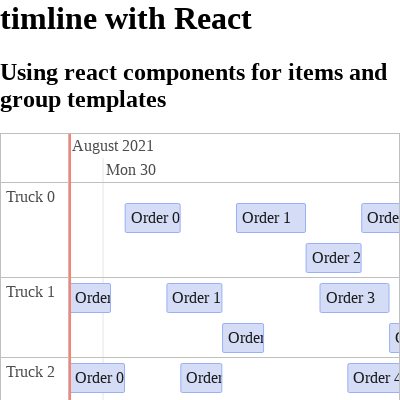 timline with React
Using react components for items and
group templates
August 2021
Mon 30
Truck 0
Order 0
Order 1
Orde
Order 2
Truck 1
Order
Order 1
Order 3
Order
Truck 2
Order 0
Order
Order 4